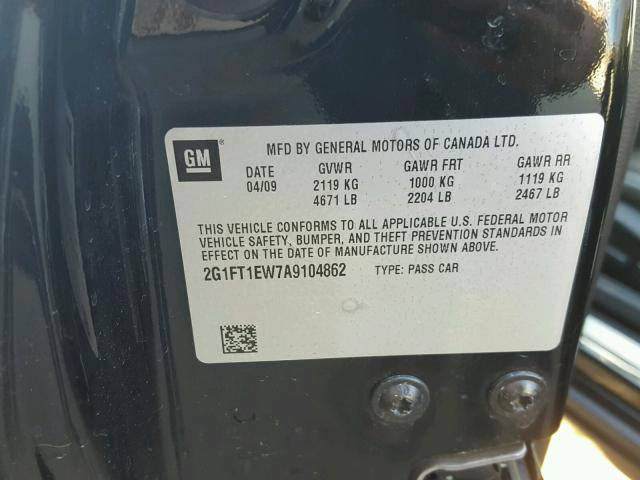 GM ® MFD BY GENERAL MOTORS OF CANADA LTD.
DATE GVWR GAWR FRT GAWR RR
04/09 2119 KG 1000 KG 1119 KG
4671 LB 2204 LB 2467 LB
THIS VEHICLE CONFORMS TO ALL APPLICABLE U.S. FEDERAL MOTOR
VEHICLE SAFETY, BUMPER, AND THEFT PREVENTION STANDARDS IN
EFFECT ON THE DATE OF MANUFACTURE SHOWN ABOVE.
2G1FT1EW7A9104862 TYPE: PASS CAR